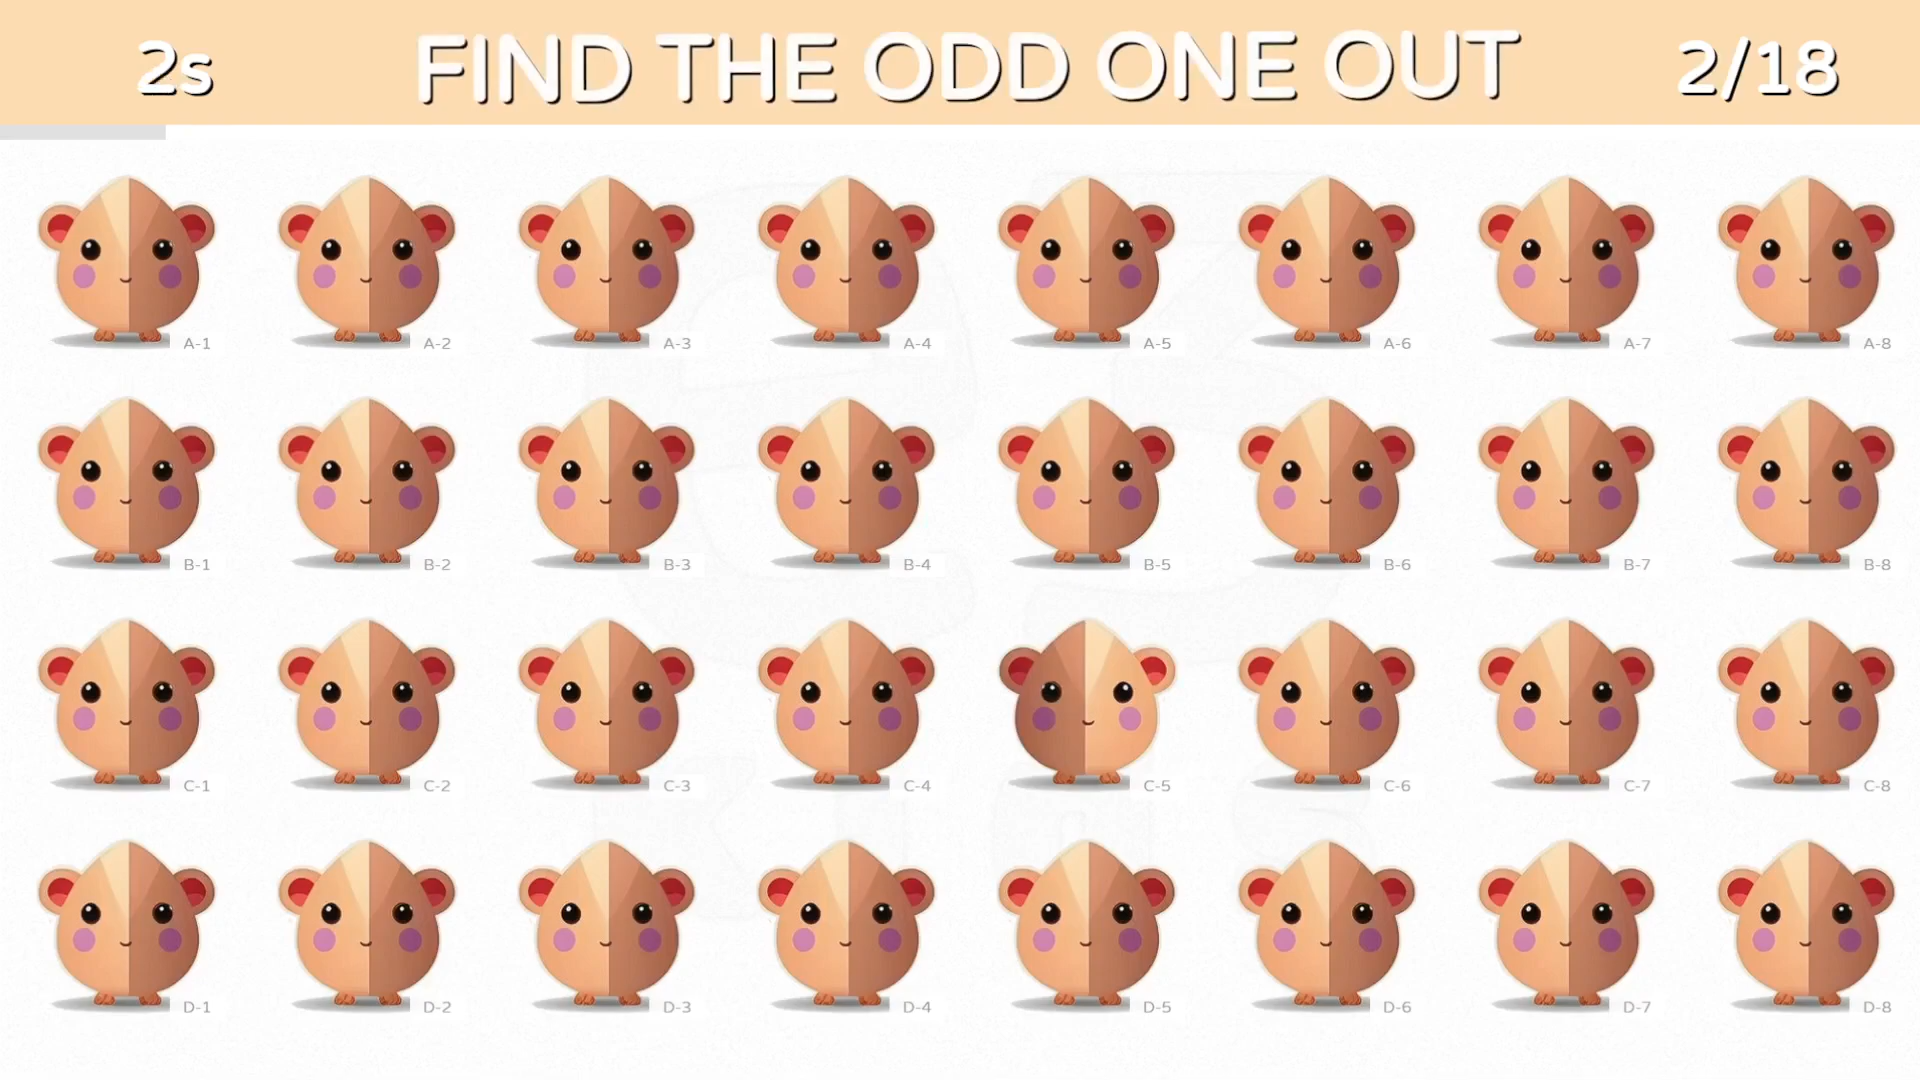 2s FIND THE ODD ONE OUT 2/18
A-1 A-2 A-3 A-4 A-5 A-6 A-7 A-8
B-1 B-2 B-3 B-4 B-5 B-6 B-7 B-8
C-1 C-2 C-3 C-4 C-5 C-6 C-7 C-8
D-1 D-2 D-3 D-4 D-5 D-6 D-7 D-8